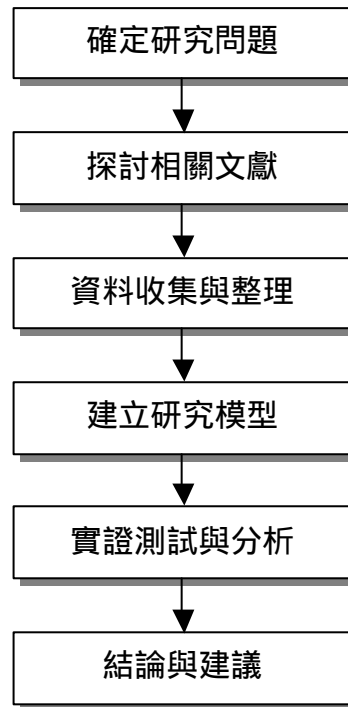 確定研究問題
探討相關文獻
資料收集與整理
建立研究模型
實證測試與分析
結論與建議